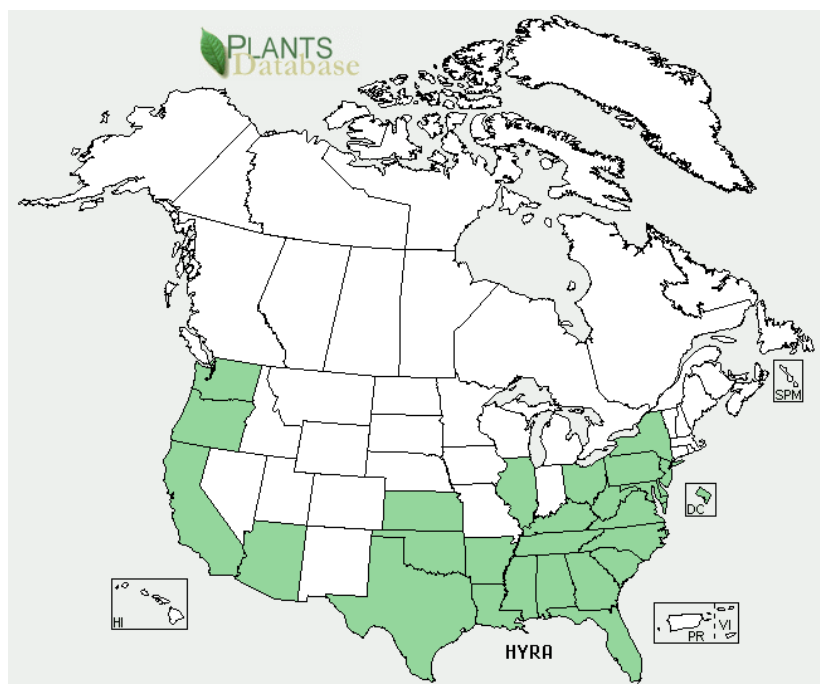 PLANTS
Database
SPM
DC
HI
PR
VI
HYRA